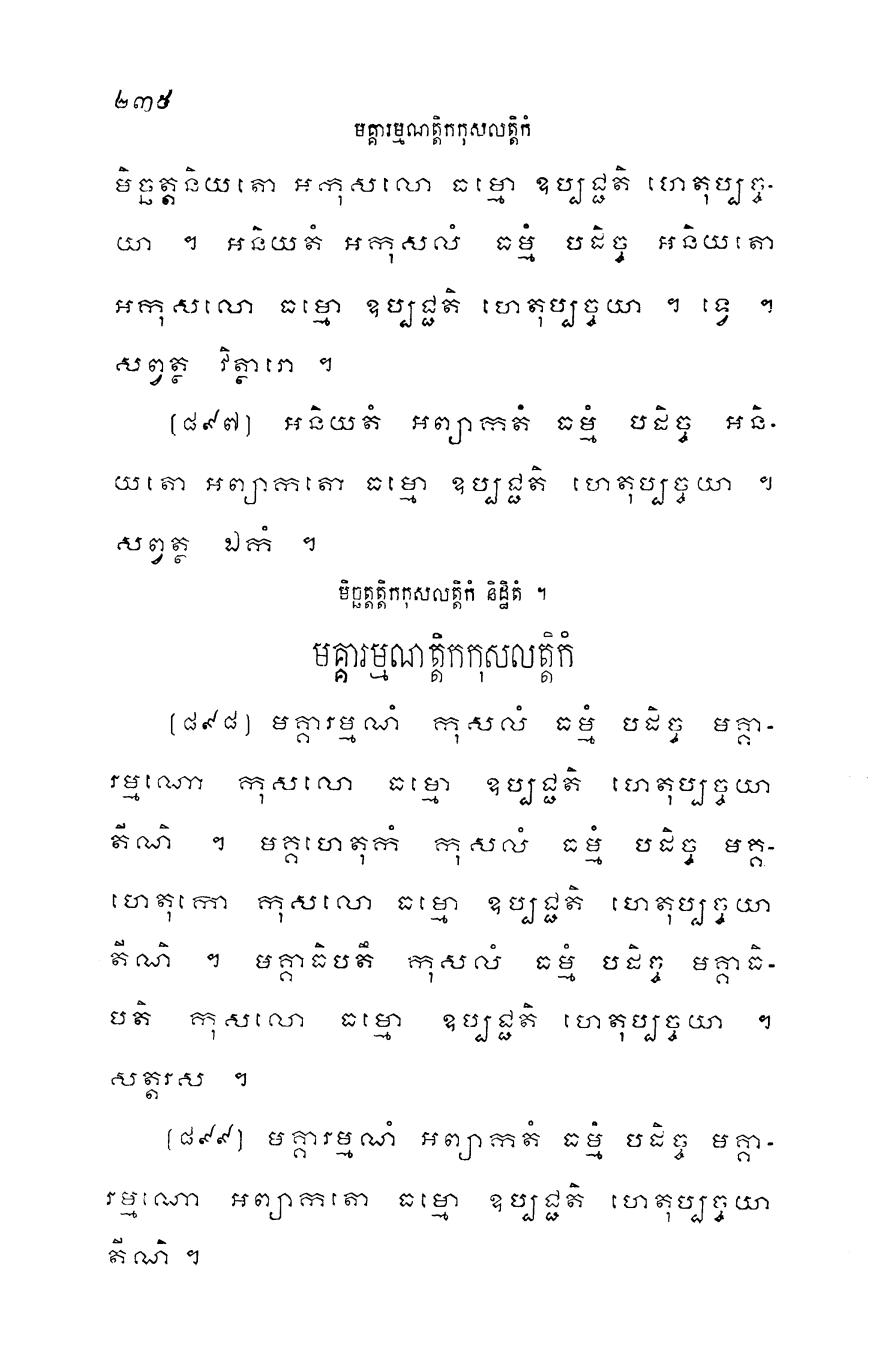 ២៣៥
មគ្គារម្មណត្តិកកុសលត្តិកំ
មិច្ឆត្តនិយតោ អកុសលោ ធម្មោ ឧប្បជ្ជតិ ហេតុប្បច្ច-
យា ។ អនិយតំ អកុសលំ ធម្មំ បដិច្ច អនិយតោ
អកុសលោ ធម្មោ ឧប្បជ្ជតិ ហេតុប្បច្ចយា ។ ទ្វេ ។
សព្វត្ថ វិត្ថារោ ។
[៨៩៧] អនិយតំ អព្យាកតំ ធម្មំ បដិច្ច អនិ-
យតោ អព្យាកតោ ធម្មោ ឧប្បជ្ជតិ ហេតុប្បច្ចយា ។
សព្វត្ថ ឯកំ ។
មិច្ឆត្តត្តិកកុសលត្តិកំ និដ្ឋិតំ ។
មគ្គារម្មណត្តិកកុសលត្តិកំ
[៨៩៨] មគ្គារម្មណំ កុសលំ ធម្មំ បដិច្ច មគ្គា-
រម្មណោ កុសលោ ធម្មោ ឧប្បជ្ជតិ ហេតុប្បច្ចយា
តីណិ ។ មគ្គហេតុកំ កុសលំ ធម្មំ បដិច្ច មគ្គ-
ហេតុកោ កុសលោ ធម្មោ ឧប្បជ្ជតិ ហេតុប្បច្ចយា
តីណិ ។ មគ្គាធិបតឹ កុសលំ ធម្មំ បដិច្ច មគ្គាធិ-
បតិ កុសលោ ធម្មោ ឧប្បជ្ជតិ ហេតុប្បច្ចយា ។
សត្តរស ។
[៨៩៩] មគ្គារម្មណំ អព្យាកតំ ធម្មំ បដិច្ច មគ្គា-
រម្មណោ អព្យាកតោ ធម្មោ ឧប្បជ្ជតិ ហេតុប្បច្ចយា
តីណិ ។